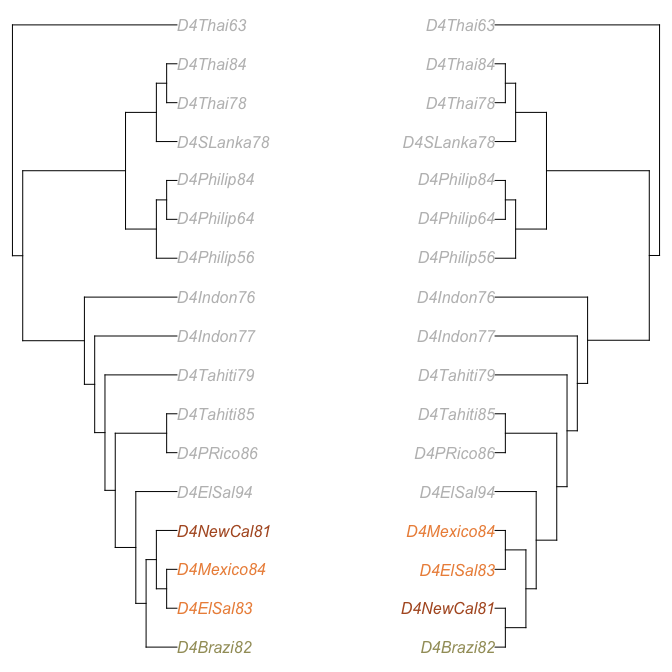 D4Thai63 D4Thai63
D4Thai84 D4Thai84
D4Thai78 D4Thai78
D4SLanka78 D4SLanka78
D4Philip84 D4Philip84
D4Philip64 D4Philip64
D4Philip56 D4Philip56
D4Indon76 D4Indon76
D4Indon77 D4Indon77
D4Tahiti79 D4Tahiti79
D4Tahiti85 D4Tahiti85
D4PRico86 D4PRico86
D4ElSal94 D4ElSal94
D4NewCal81 D4Mexico84
D4Mexico84 D4ElSal83
D4ElSal83 D4NewCal81
D4Brazi82 D4Brazi82